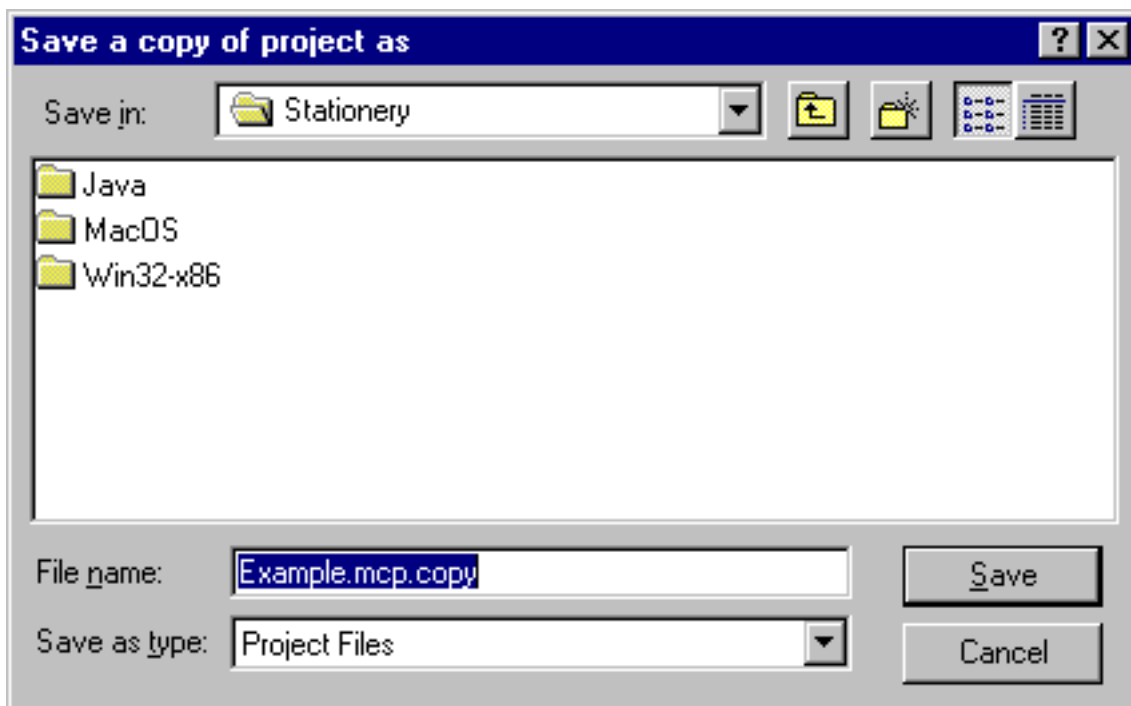 Save a copy of project as
Save in: Stationery
Java
MacOS
Win32-x86
File name: Example.mcp.copy Save
Save as type: Project Files Cancel